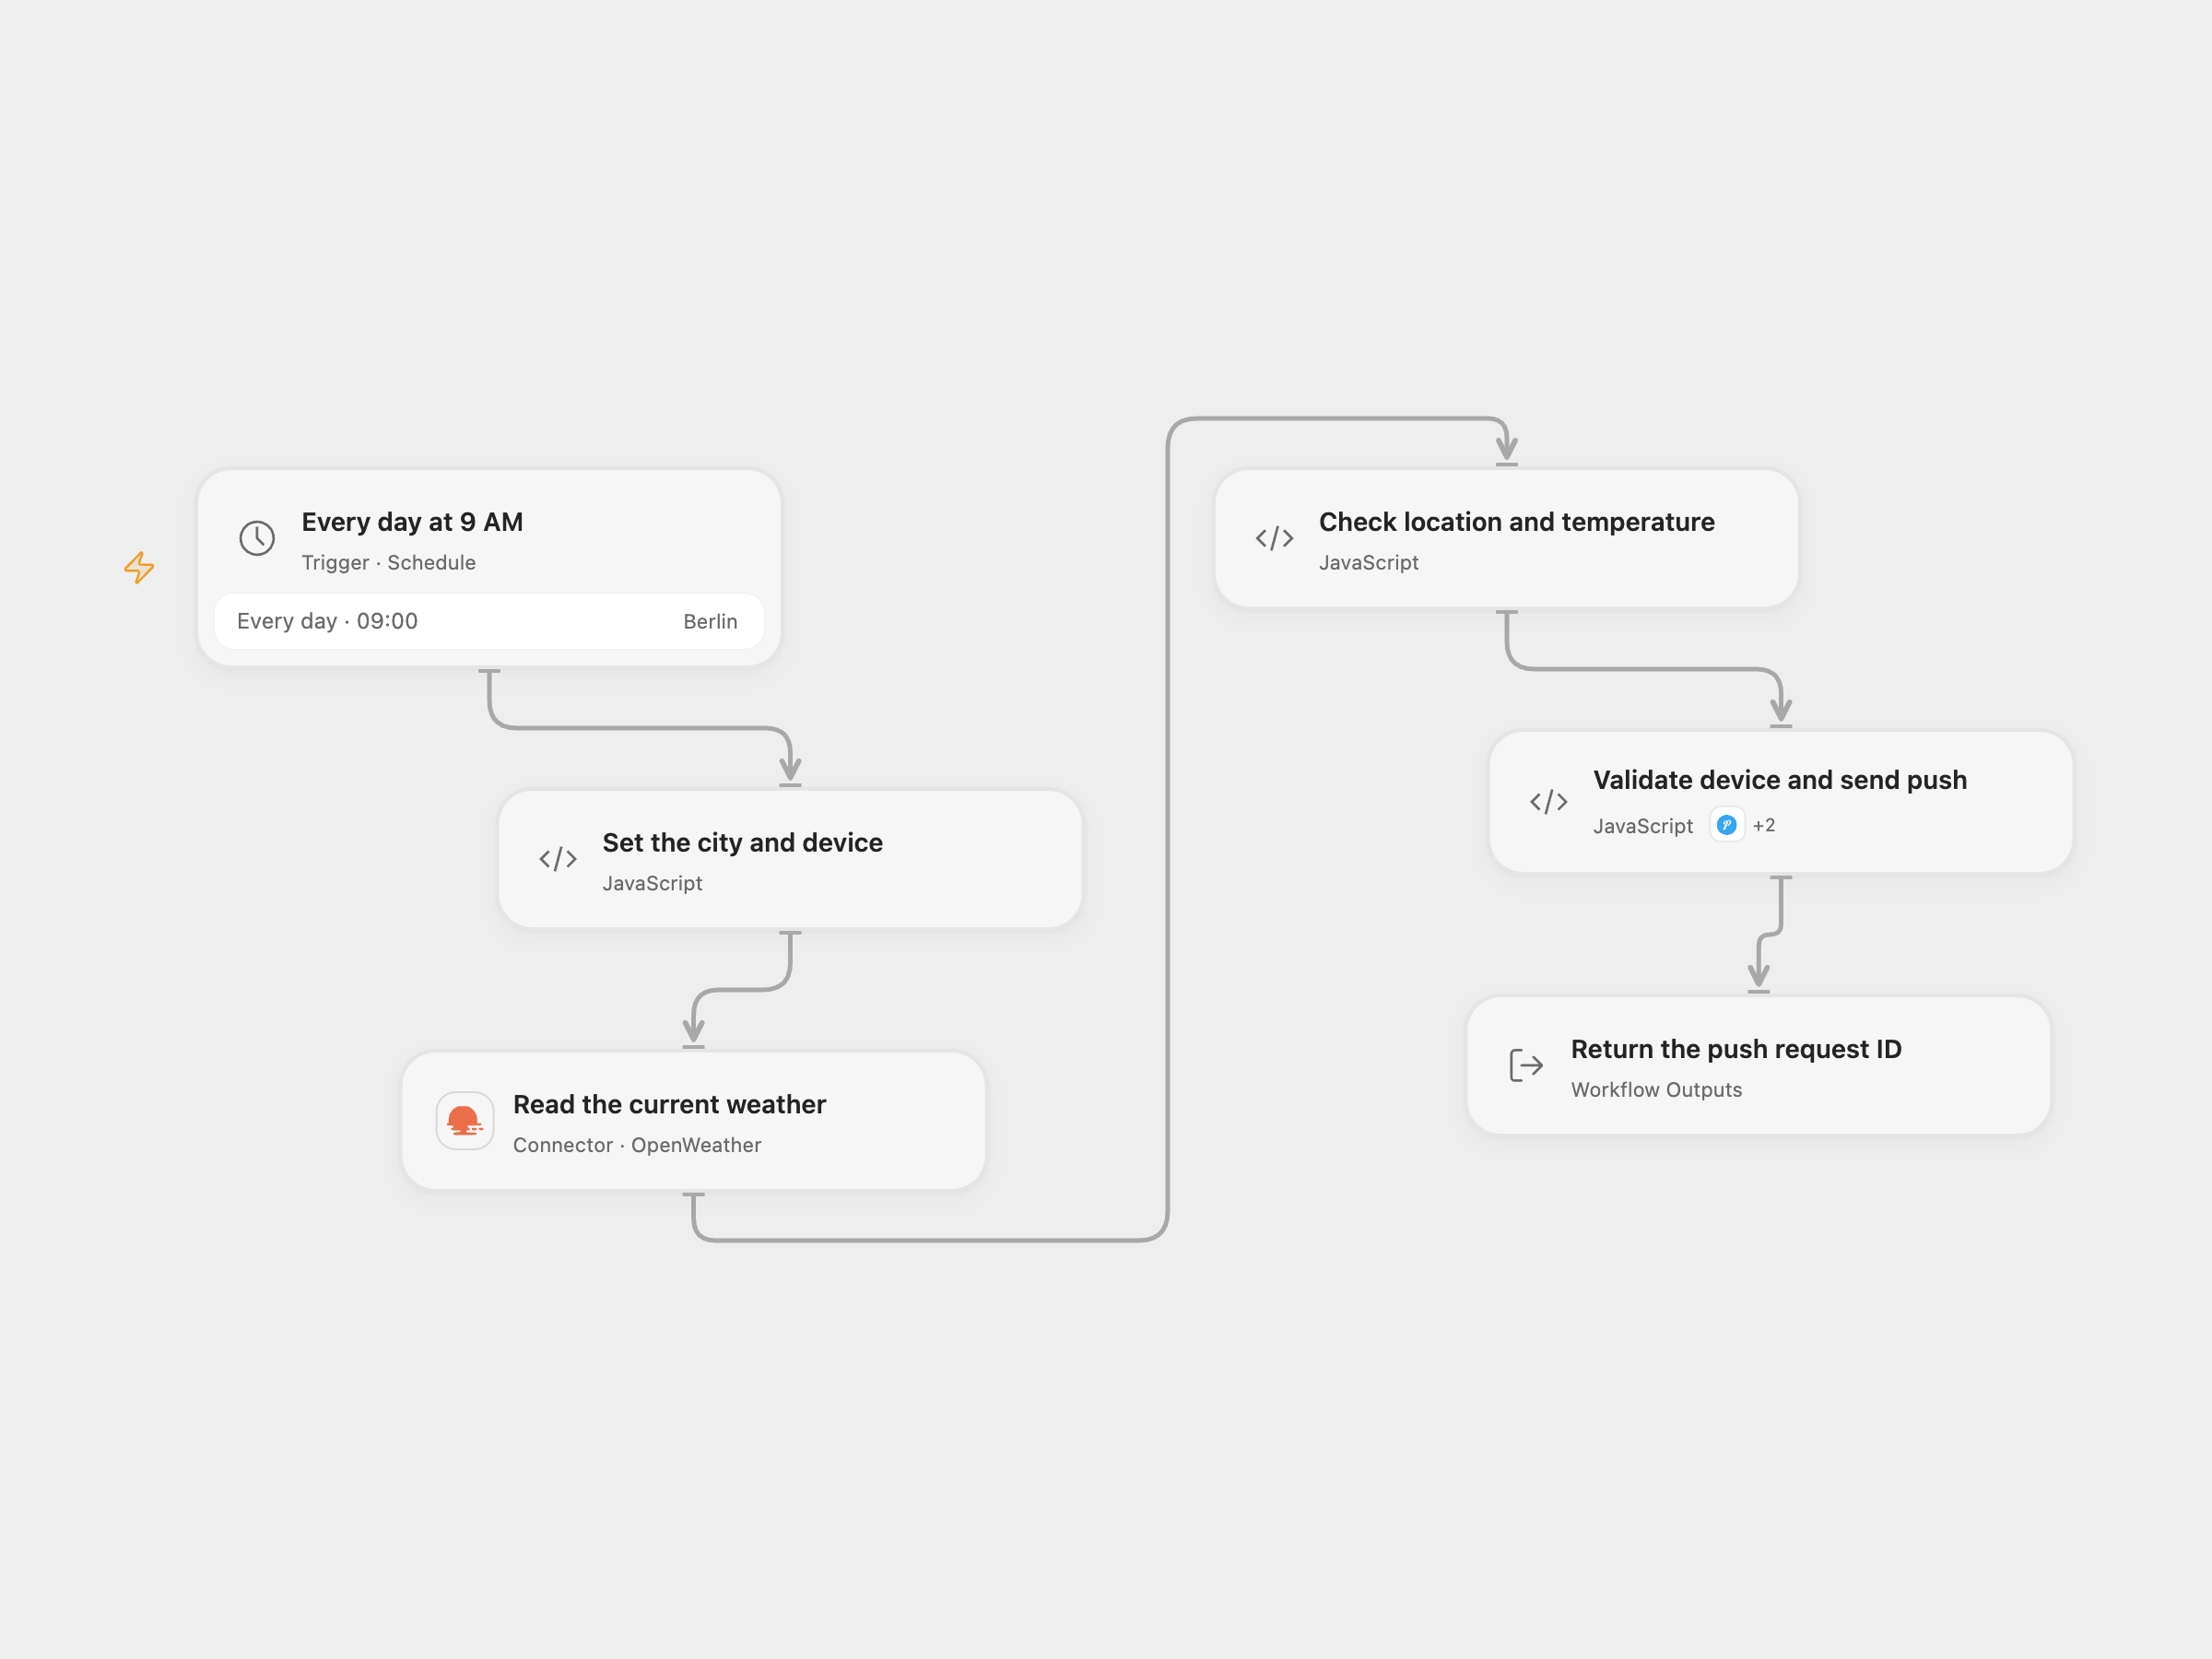 Every day at 9 AM
Trigger · Schedule
Every day · 09:00
Berlin
Set the city and device
JavaScript
Read the current weather
Connector · OpenWeather
Check location and temperature
JavaScript
Validate device and send push
JavaScript +2
Return the push request ID
Workflow Outputs